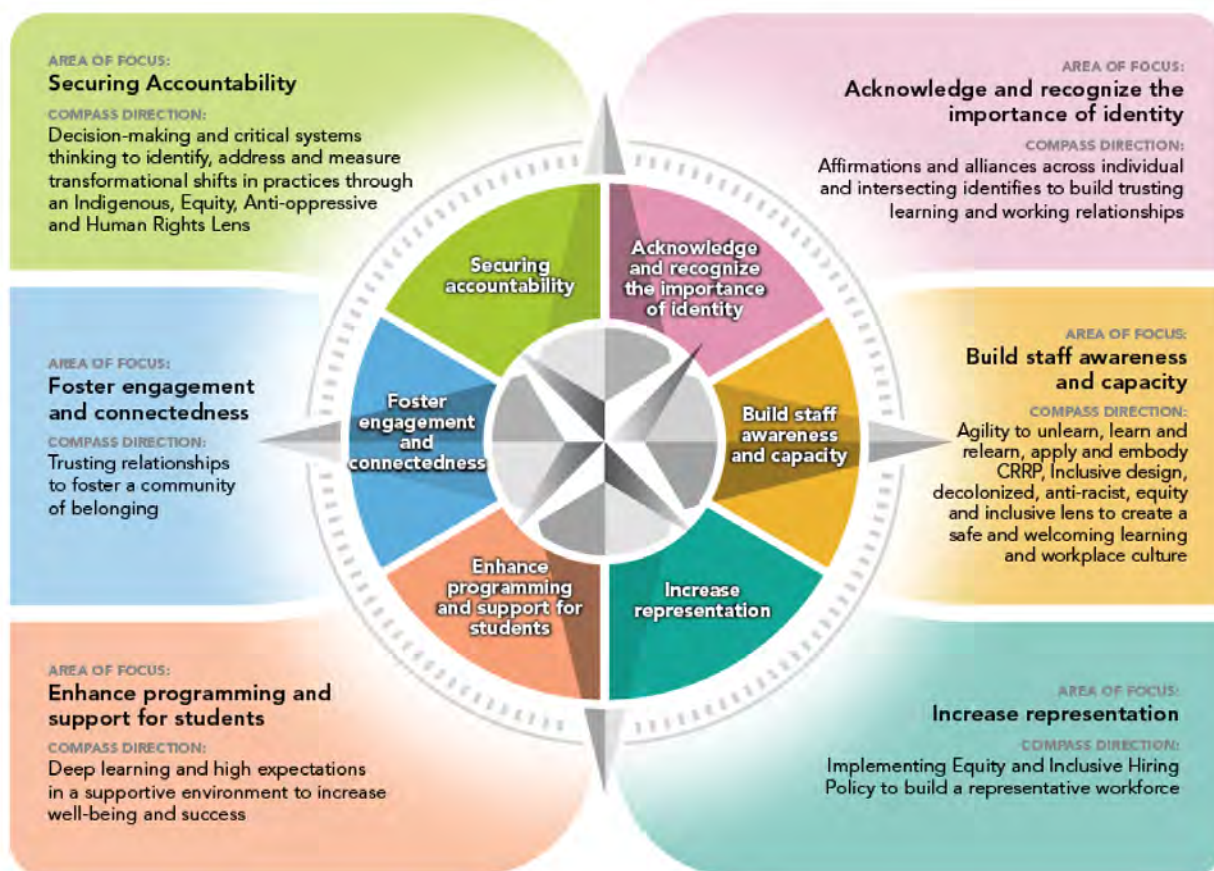 AREA OF FOCUS:
Securing Accountability
COMPASS DIRECTION:
Decision-making and critical systems
thinking to identify, address and measure
transformational shifts in practices through
an Indigenous, Equity, Anti-oppressive
and Human Rights Lens
AREA OF FOCUS:
Acknowledge and recognize the
importance of identity
COMPASS DIRECTION:
Affirmations and alliances across individual
and intersecting identifies to build trusting
learning and working relationships
AREA OF FOCUS:
Foster engagement
and connectedness
COMPASS DIRECTION:
Trusting relationships
to foster a community
of belonging
AREA OF FOCUS:
Build staff awareness
and capacity
COMPASS DIRECTION:
Agility to unlearn, learn and
relearn, apply and embody
CRRP, Inclusive design,
decolonized, anti-racist, equity
and inclusive lens to create a
safe and welcoming learning
and workplace culture
AREA OF FOCUS:
Enhance programming and
support for students
COMPASS DIRECTION:
Deep learning and high expectations
in a supportive environment to increase
well-being and success
AREA OF FOCUS:
Increase representation
COMPASS DIRECTION:
Implementing Equity and Inclusive Hiring
Policy to build a representative workforce
Securing
accountability
Acknowledge
and recognize
the importance
of identity
Foster
engagement
and
connectedness
Build staff
awareness
and capacity
Enhance
programming
and support for
students
Increase
representation